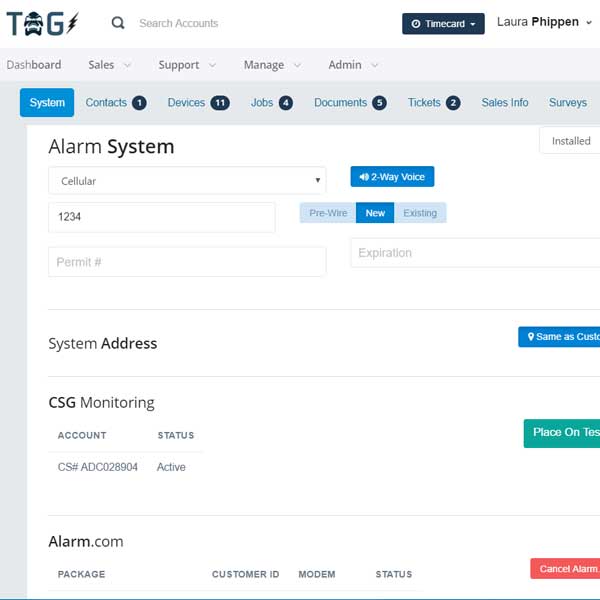 TAG
Search Accounts
Timecard
Laura Phippen
Dashboard Sales Support Manage Admin
System Contacts 1 Devices 11 Jobs 4 Documents 5 Tickets 2 Sales Info Surveys
Alarm System
Installed
Cellular
2-Way Voice
1234
Pre-Wire New Existing
Permit #
Expiration
System Address
Same as Custo
CSG Monitoring
Place On Tes
ACCOUNT STATUS
CS# ADC028904 Active
Alarm.com
Cancel Alarm.
PACKAGE CUSTOMER ID MODEM STATUS